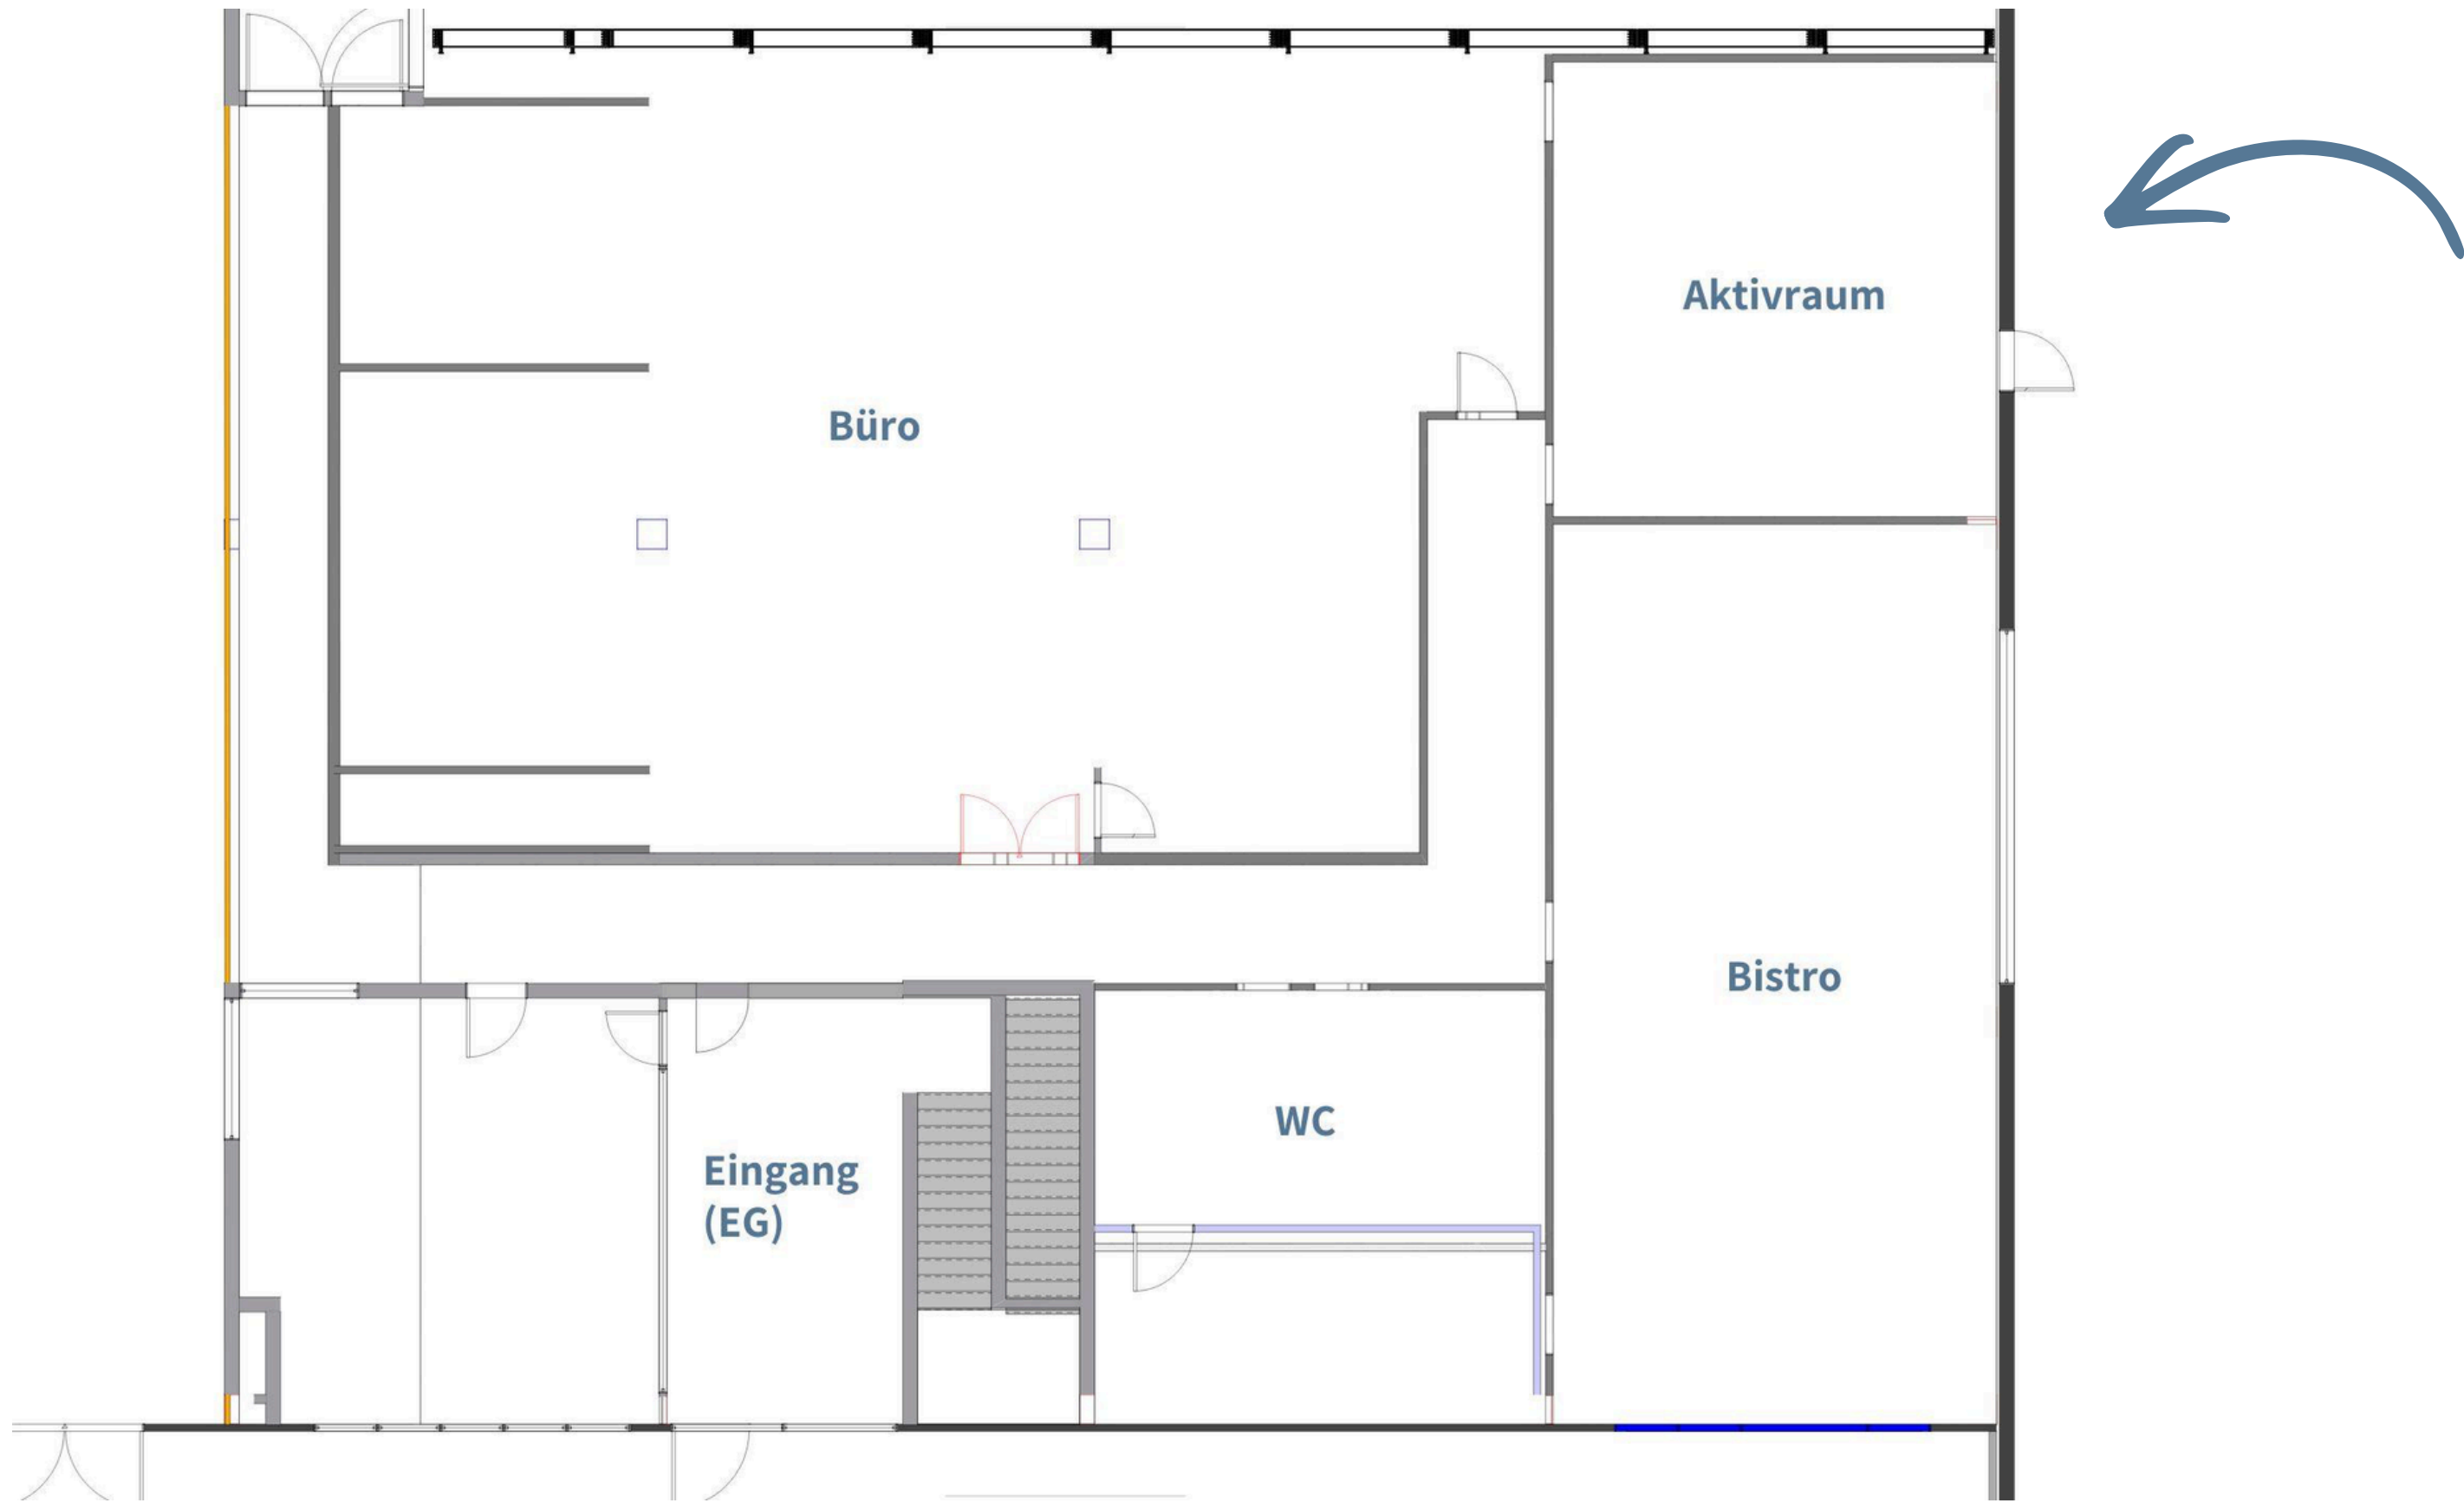 Aktivraum
Büro
Bistro
WC
Eingang
(EG)